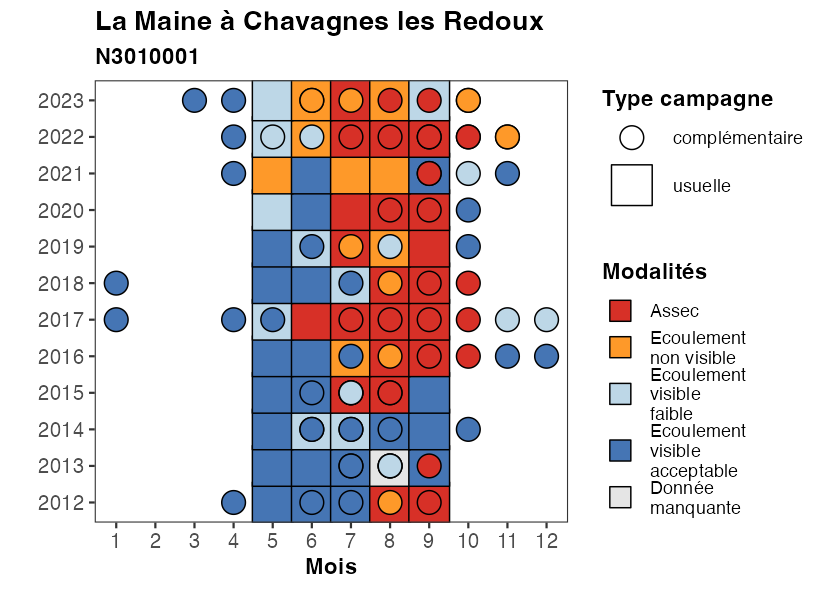 La Maine à Chavagnes les Redoux
N3010001
2023
2022
2021
2020
2019
2018
2017
2016
2015
2014
2013
2012
1 2 3 4 5 6 7 8 9 10 11 12
Mois
Type campagne
complémentaire
usuelle
Modalités
Assec
Ecoulement
non visible
Ecoulement
visible
faible
Ecoulement
visible
acceptable
Donnée
manquante